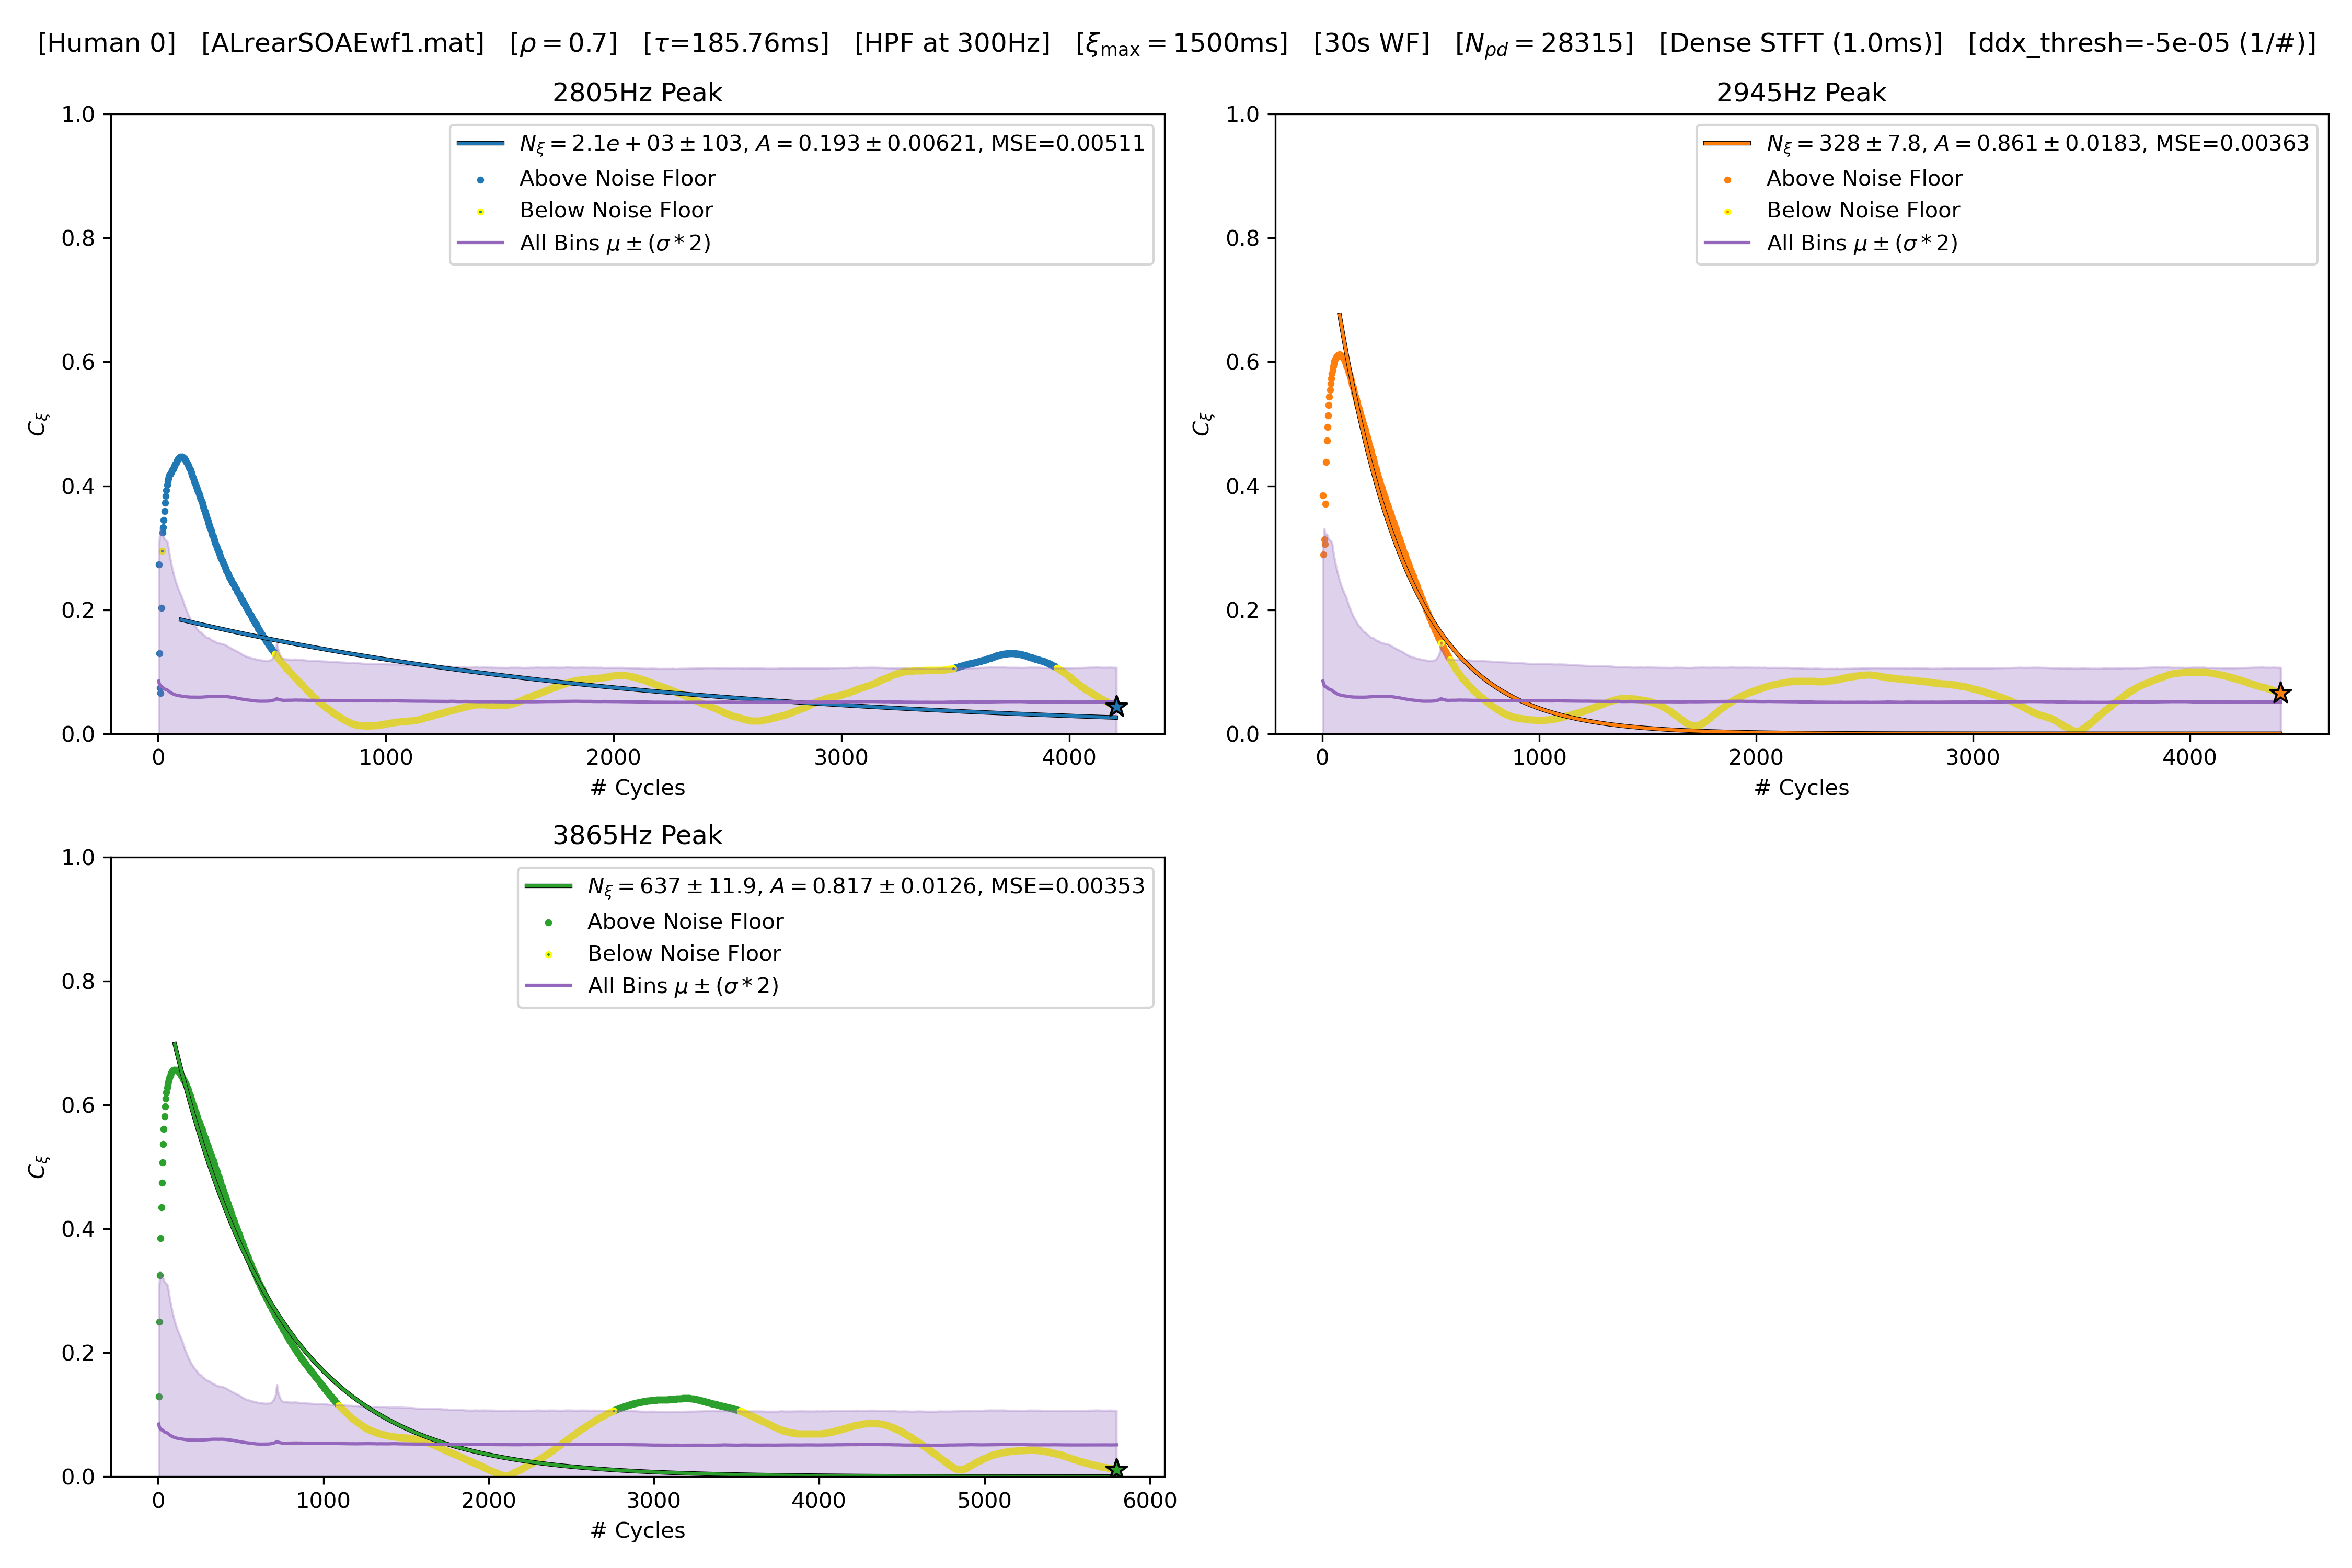 [Human 0] [ALrearSOAEwf1.mat] [ρ = 0.7] [τ=185.76ms] [HPF at 300Hz] [ξmax = 1500ms] [30s WF] [Npd = 28315] [Dense STFT (1.0ms)] [ddx_thresh=-5e-05 (1/#)]
2805Hz Peak
Nξ = 2.1e + 03 ± 103, A = 0.193 ± 0.00621, MSE=0.00511
Above Noise Floor
Below Noise Floor
All Bins μ ± (σ * 2)
1.0
0.8
0.6
0.4
0.2
0.0
Cξ
0 1000 2000 3000 4000
# Cycles
2945Hz Peak
Nξ = 328 ± 7.8, A = 0.861 ± 0.0183, MSE=0.00363
Above Noise Floor
Below Noise Floor
All Bins μ ± (σ * 2)
1.0
0.8
0.6
0.4
0.2
0.0
Cξ
0 1000 2000 3000 4000
# Cycles
3865Hz Peak
Nξ = 637 ± 11.9, A = 0.817 ± 0.0126, MSE=0.00353
Above Noise Floor
Below Noise Floor
All Bins μ ± (σ * 2)
1.0
0.8
0.6
0.4
0.2
0.0
Cξ
0 1000 2000 3000 4000 5000 6000
# Cycles